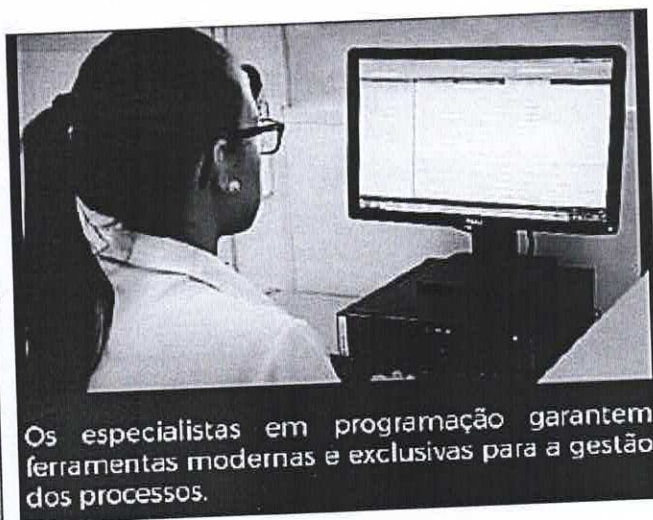 Os especialistas em programação garantem
ferramentas modernas e exclusivas para a gestão
dos processos.